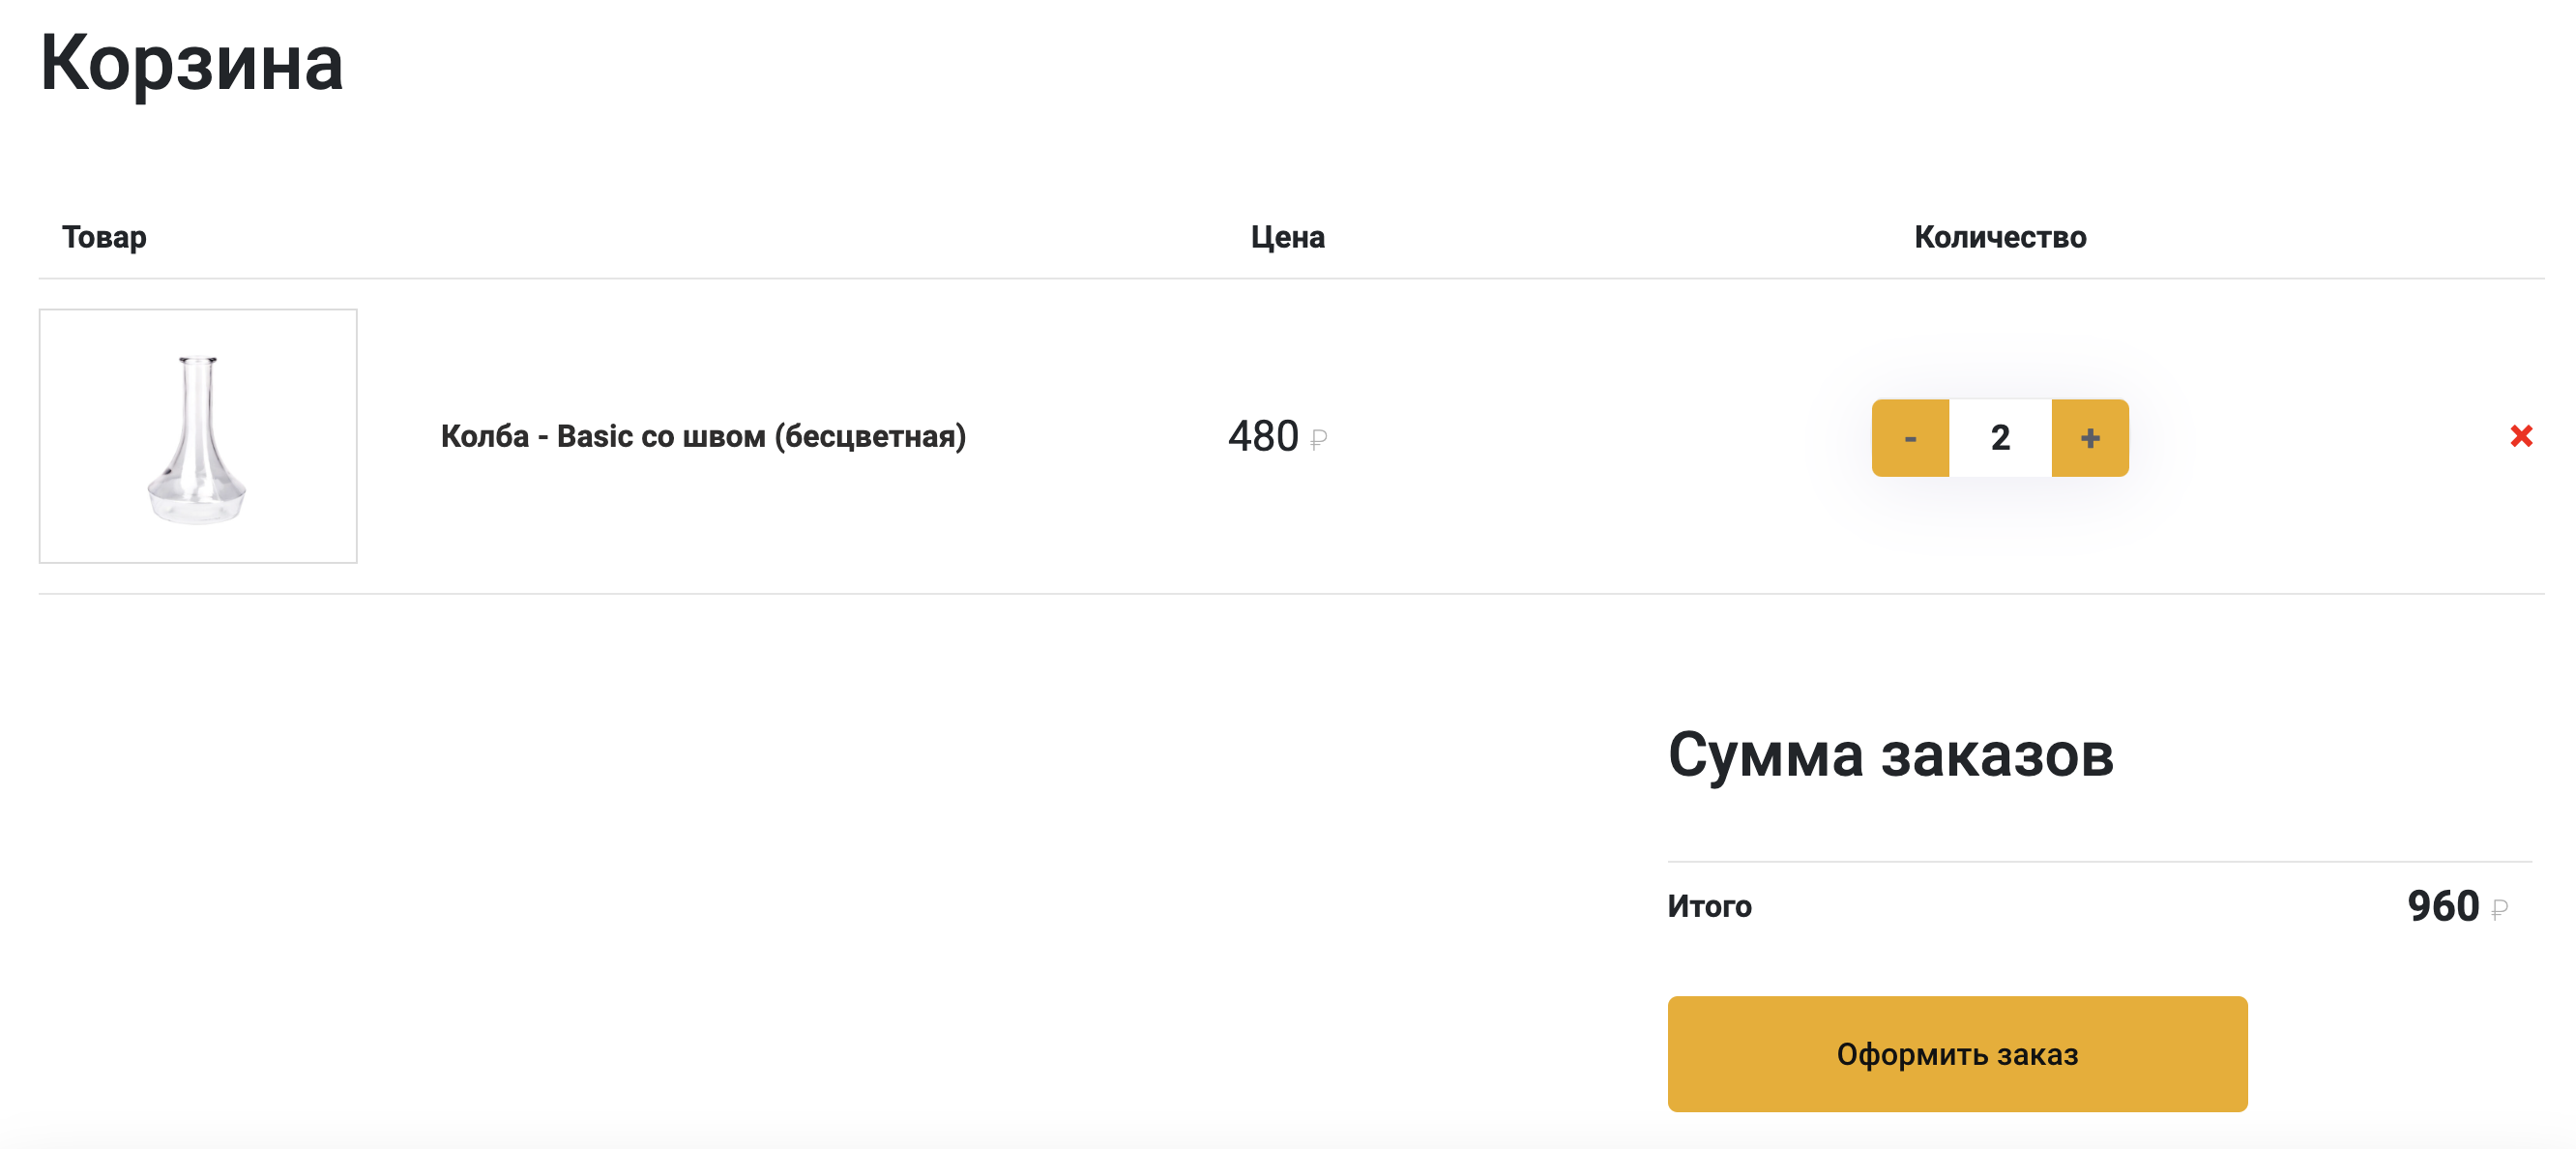 Корзина
Товар Цена Количество
Колба - Basic со швом (бесцветная) 480 ₽ - 2 +
Сумма заказов
Итого 960 ₽
Оформить заказ